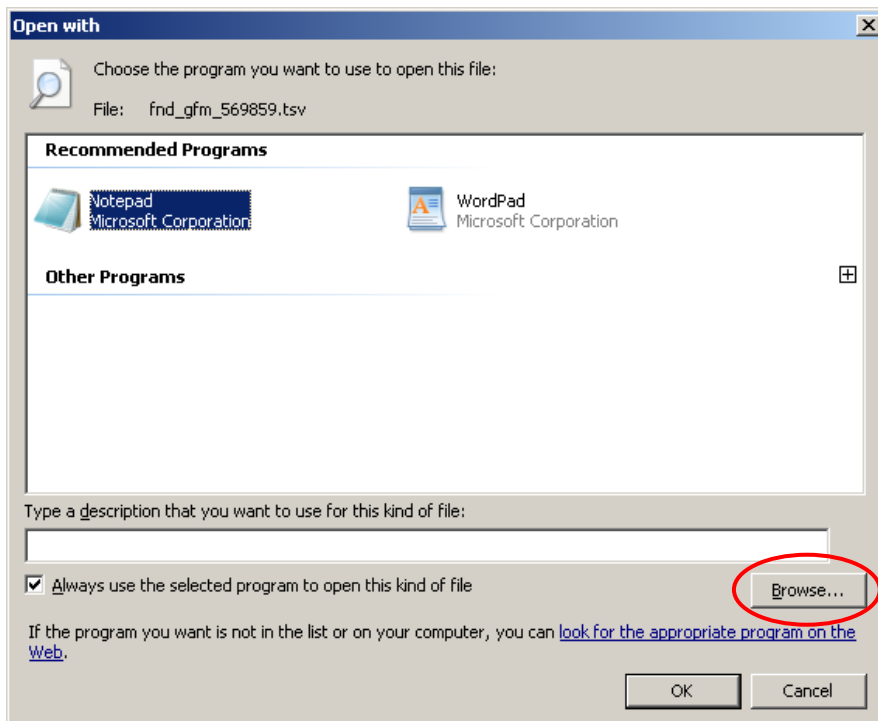 Open with
Choose the program you want to use to open this file:
File: fnd_gfm_569859.tsv
Recommended Programs
Notepad
Microsoft Corporation
WordPad
Microsoft Corporation
Other Programs
Type a description that you want to use for this kind of file:
Always use the selected program to open this kind of file
Browse...
If the program you want is not in the list or on your computer, you can look for the appropriate program on the
Web.
OK
Cancel